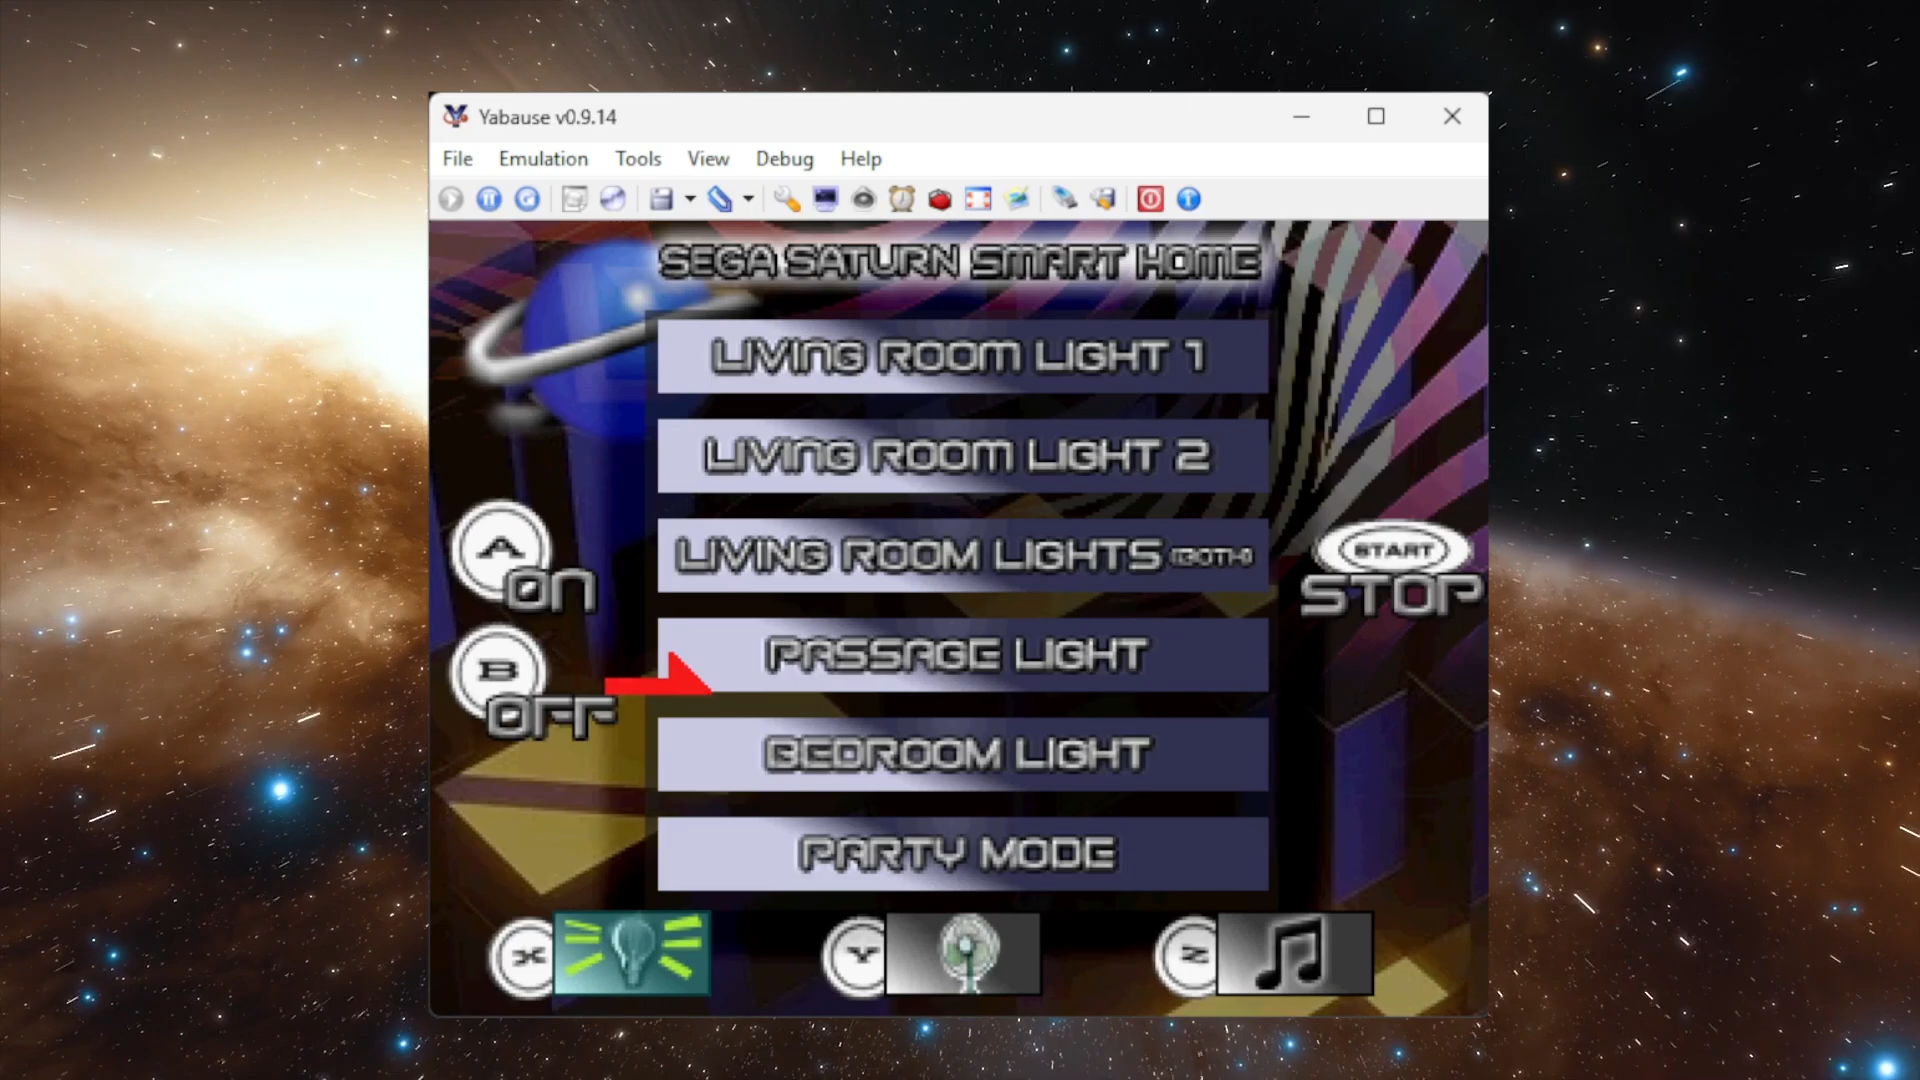 Yabause v0.9.14
File Emulation Tools View Debug Help
SEGA SATURN SMART HOME
LIVING ROOM LIGHT 1
LIVING ROOM LIGHT 2
LIVING ROOM LIGHTS (BOTH)
A
ON
START
STOP
PASSAGE LIGHT
B
OFF
BEDROOM LIGHT
PARTY MODE
X Y Z